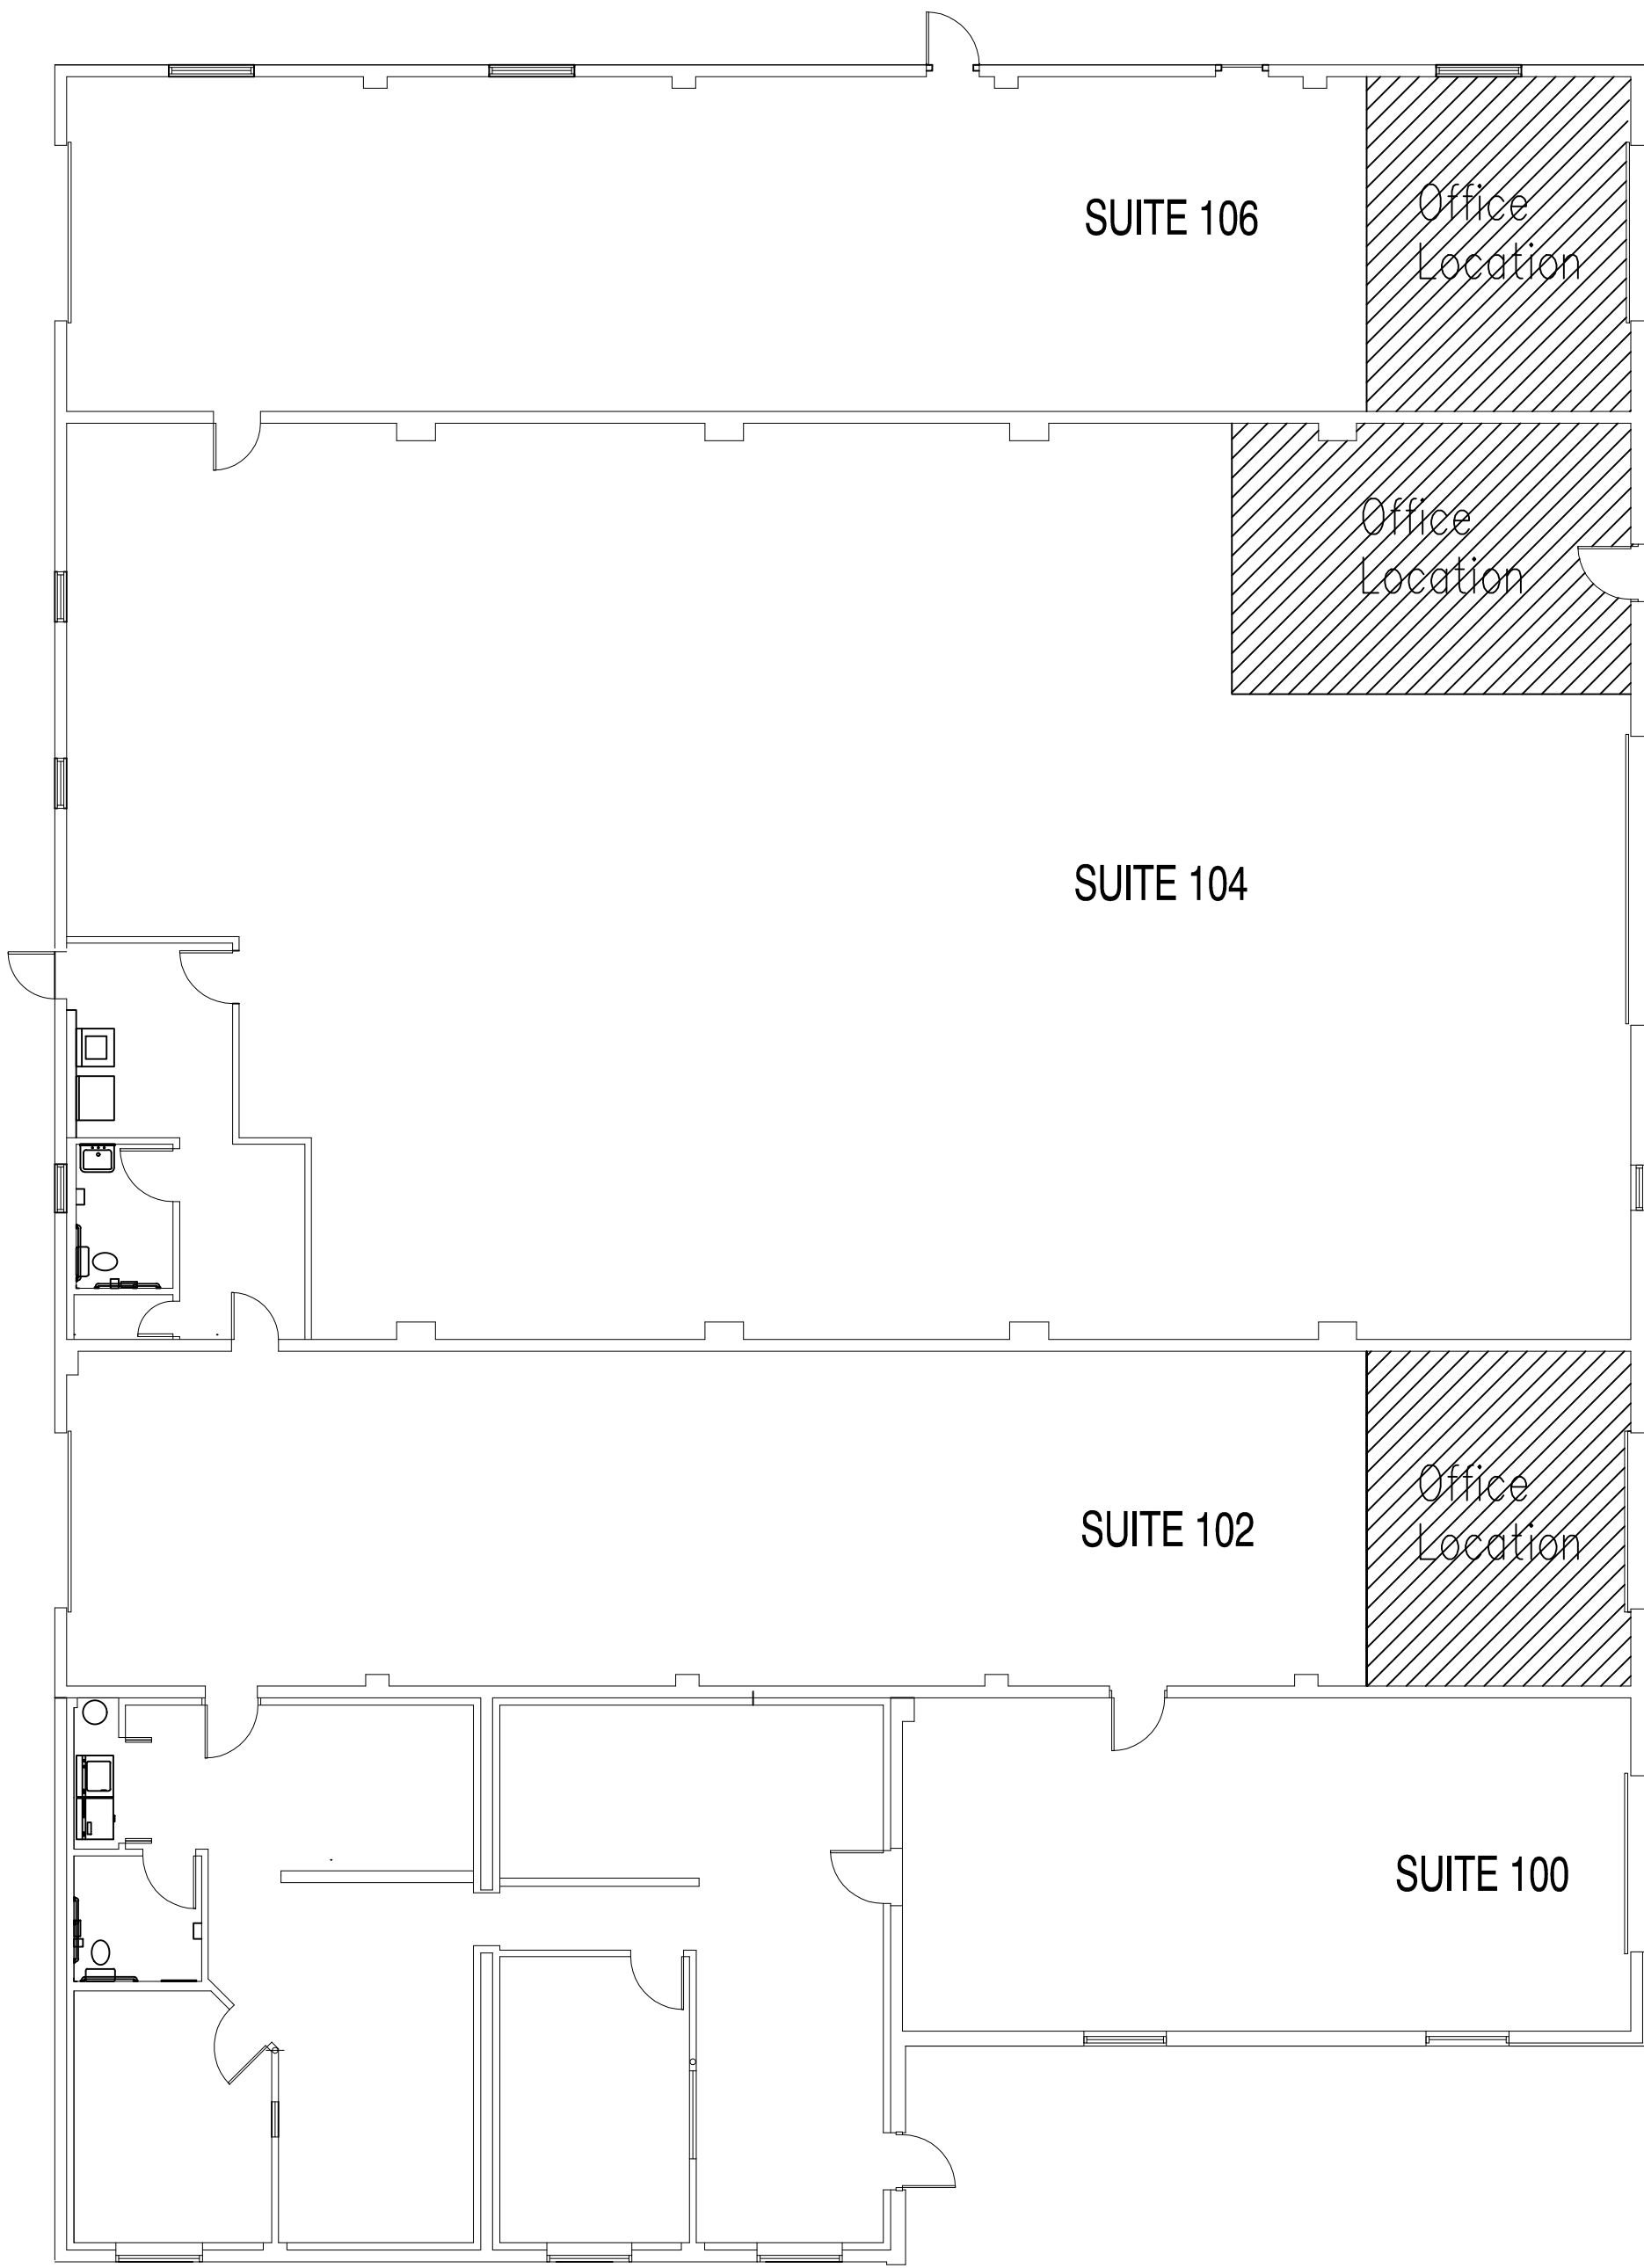 SUITE 106
Office
Location
Office
Location
SUITE 104
SUITE 102
Office
Location
SUITE 100